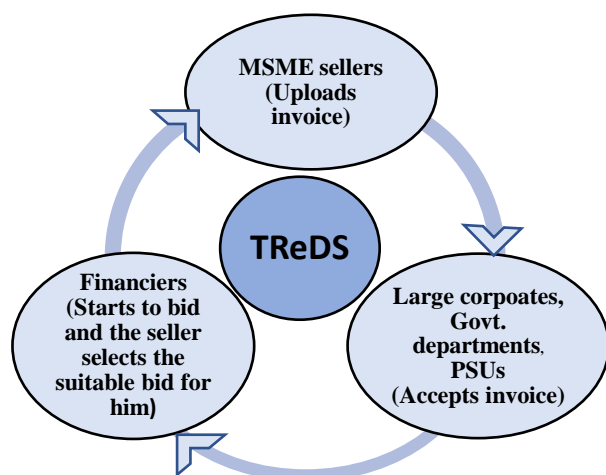 MSME sellers
(Uploads
invoice)
TReDS
Financiers
(Starts to bid
and the seller
selects the
suitable bid for
him)
Large corpoates,
Govt.
departments,
PSUs
(Accepts invoice)